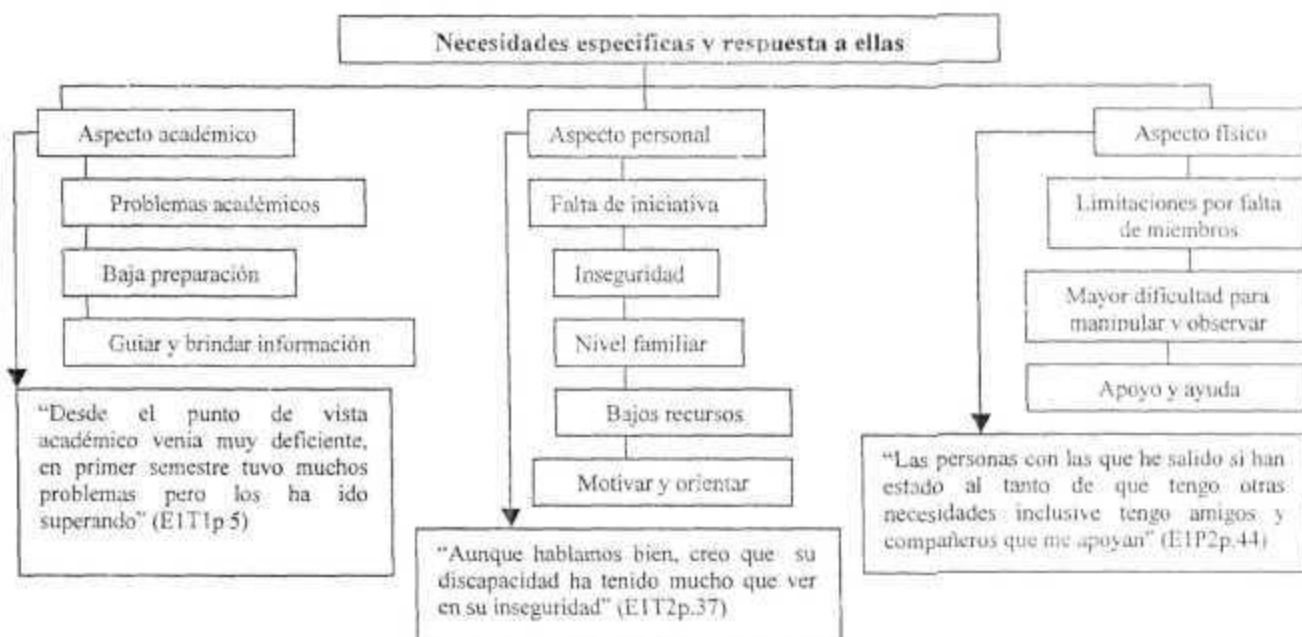 Necesidades específicas y respuesta a ellas
Aspecto académico
Problemas académicos
Baja preparación
Guiar y brindar información
“Desde el punto de vista
académico venia muy deficiente,
en primer semestre tuvo muchos
problemas pero los ha ido
superando” (E1T1p 5)
Aspecto personal
Falta de iniciativa
Inseguridad
Nivel familiar
Bajos recursos
Motivar y orientar
“Aunque hablamos bien, creo que su
discapacidad ha tenido mucho que ver
en su inseguridad” (E1T2p.37)
Aspecto físico
Limitaciones por falta
de miembros
Mayor dificultad para
manipular y observar
Apoyo y ayuda
“Las personas con las que he salido si han
estado al tanto de que tengo otras
necesidades inclusive tengo amigos y
compañeros que me apoyan” (E1P2p.44)